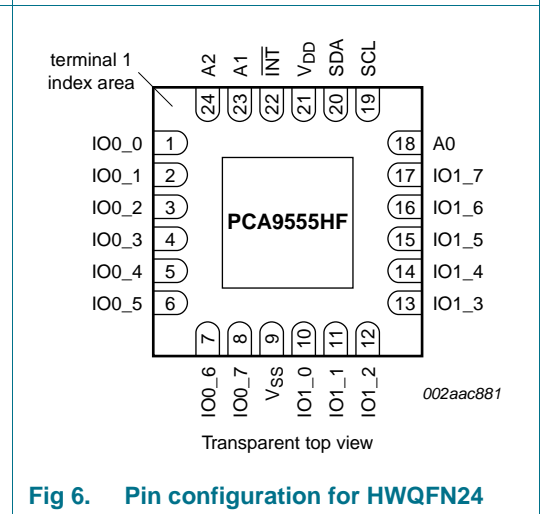 terminal 1
index area
A2
A1
INT
VDD
SDA
SCL
24
23
22
21
20
19
IO0_0 1
IO0_1 2
IO0_2 3
IO0_3 4
IO0_4 5
IO0_5 6
PCA9555HF
18 A0
17 IO1_7
16 IO1_6
15 IO1_5
14 IO1_4
13 IO1_3
7
8
9
10
11
12
IO0_6
IO0_7
VSS
IO1_0
IO1_1
IO1_2
002aac881
Transparent top view
Fig 6. Pin configuration for HWQFN24